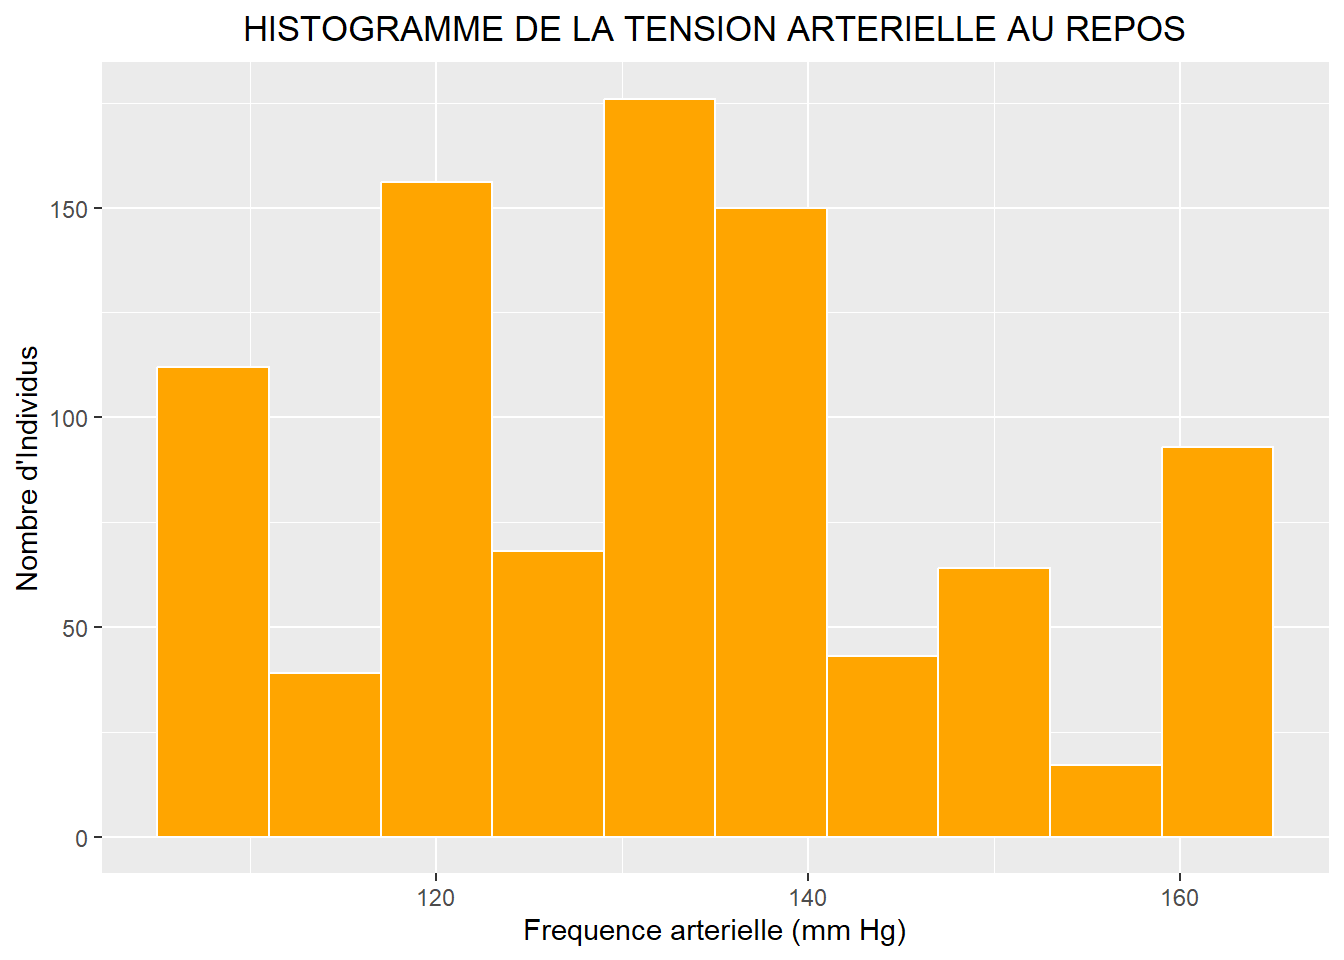 HISTOGRAMME DE LA TENSION ARTERIELLE AU REPOS
Nombre d'Individus
150
100
50
0
120
140
160
Frequence arterielle (mm Hg)